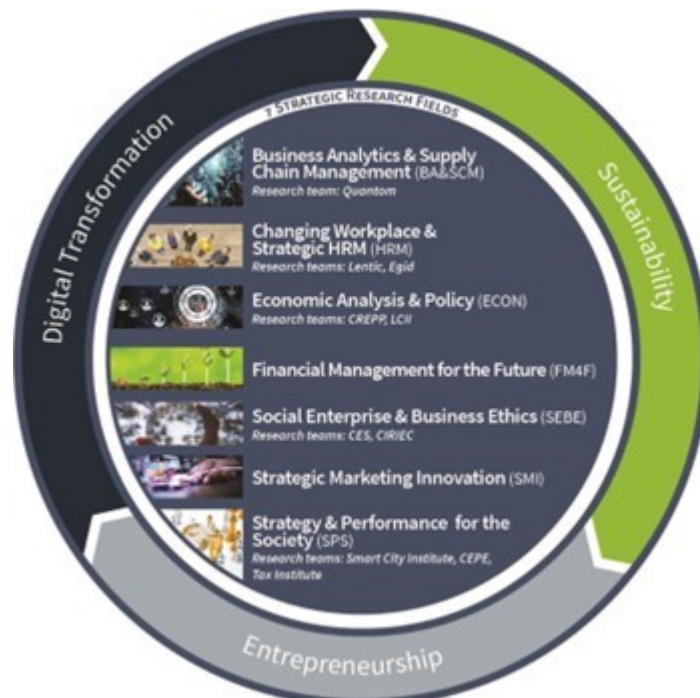 7 Strategic Research Fields
Digital Transformation
Sustainability
Business Analytics & Supply
Chain Management (BA&SCM)
Research team: Quantom
Changing Workplace &
Strategic HRM (HRM)
Research teams: Lentic, Egid
Economic Analysis & Policy (ECON)
Research teams: CREPP, LCII
Financial Management for the Future (FM4F)
Social Enterprise & Business Ethics (SEBE)
Research teams: CES, CIRIEC
Strategic Marketing Innovation (SMI)
Strategy & Performance for the
Society (SPS)
Research teams: Smart City Institute, CEPE,
Tax Institute
Entrepreneurship